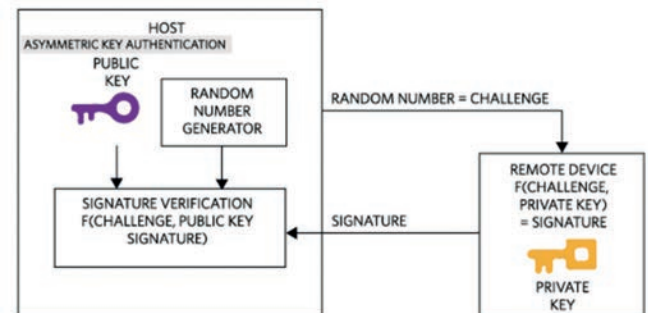 HOST
ASYMMETRIC KEY AUTHENTICATION
PUBLIC
KEY
RANDOM
NUMBER
GENERATOR
SIGNATURE VERIFICATION
F(CHALLENGE, PUBLIC KEY
SIGNATURE)
RANDOM NUMBER = CHALLENGE
SIGNATURE
REMOTE DEVICE
F(CHALLENGE,
PRIVATE KEY)
= SIGNATURE
PRIVATE
KEY